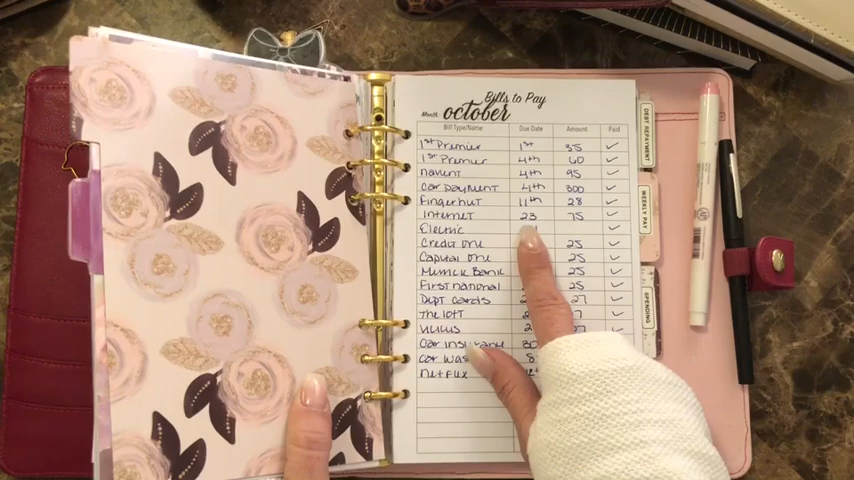 Bills to Pay
Month: october
Bill Type/Name Due Date Amount Paid
1st Premier 1st 35 ✓
1st Premier 4th 60 ✓
navient 4th 95 ✓
Car payment 4th 300 ✓
Fingerhut 11th 28 ✓
Internet 23 75 ✓
Electric ✓
Credit One 25 ✓
Capital One 25 ✓
Merrick Bank 25 ✓
First national 25 ✓
Dept Cards 27 ✓
The loft ✓
Car Insurance 30
Car Was 8
netflix
DEBT REPAYMENT
WEEKLY PAY
SPENDING